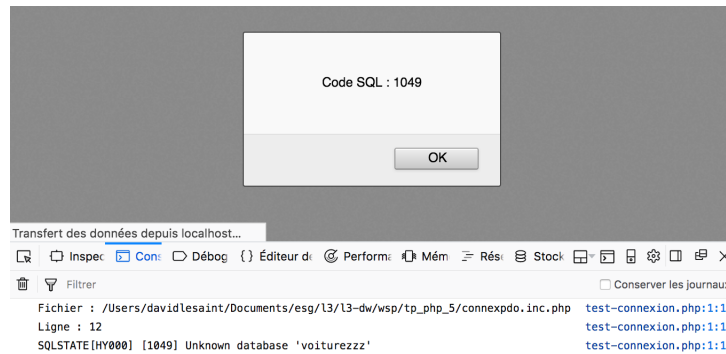 Code SQL : 1049
OK
Transfert des données depuis localhost...
Inspec Cons Débog {} Éditeur de Performa Mém Rése Stock
Filtrer Conserver les journaux
Fichier : /Users/davidlesaint/Documents/esg/l3/l3-dw/wsp/tp_php_5/connexpdo.inc.php test-connexion.php:1:1
Ligne : 12 test-connexion.php:1:1
SQLSTATE[HY000] [1049] Unknown database 'voiturezzz' test-connexion.php:1:1